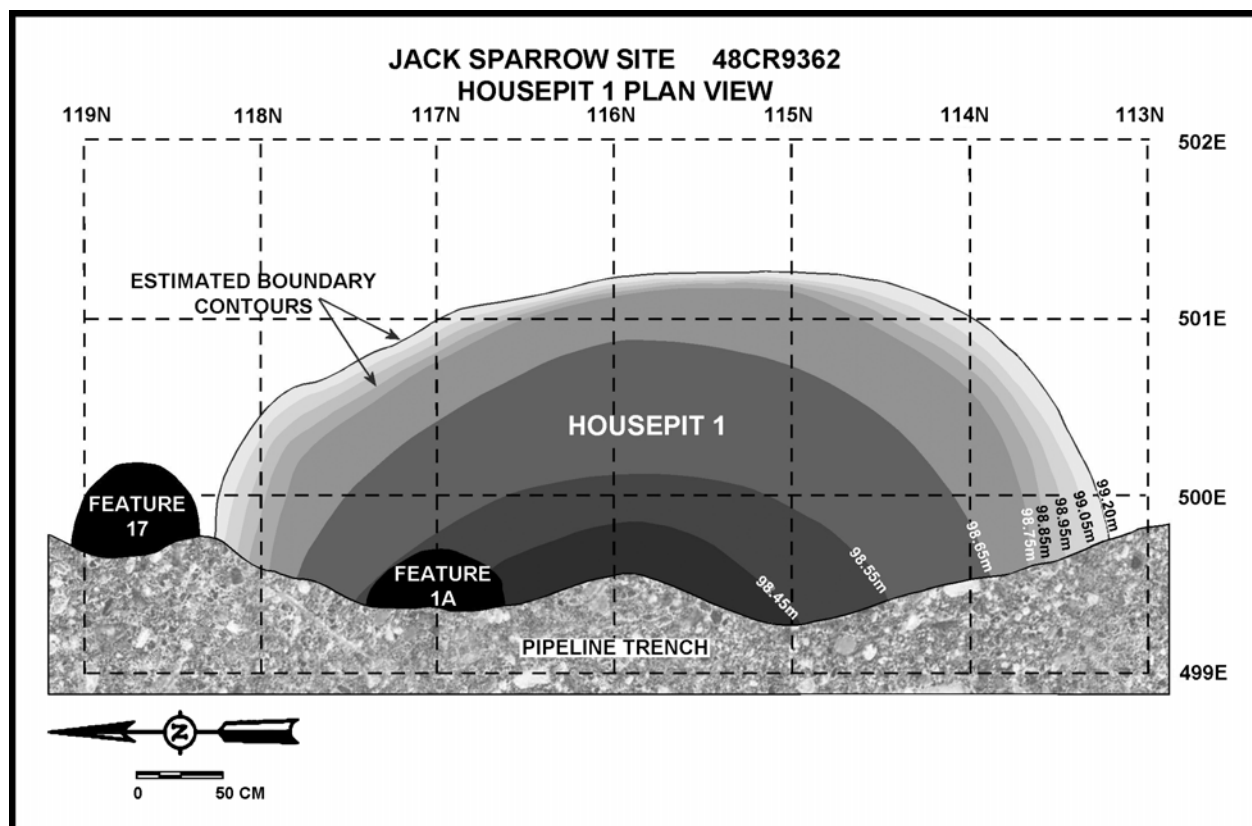 JACK SPARROW SITE 48CR9362
HOUSEPIT 1 PLAN VIEW
119N 118N 117N 116N 115N 114N 113N
502E
ESTIMATED BOUNDARY
CONTOURS
501E
HOUSEPIT 1
500E
FEATURE
17
FEATURE
1A
98.45m
98.55m
98.65m
98.75m
98.85m
98.95m
99.05m
99.20m
PIPELINE TRENCH
499E
N
0 50 CM